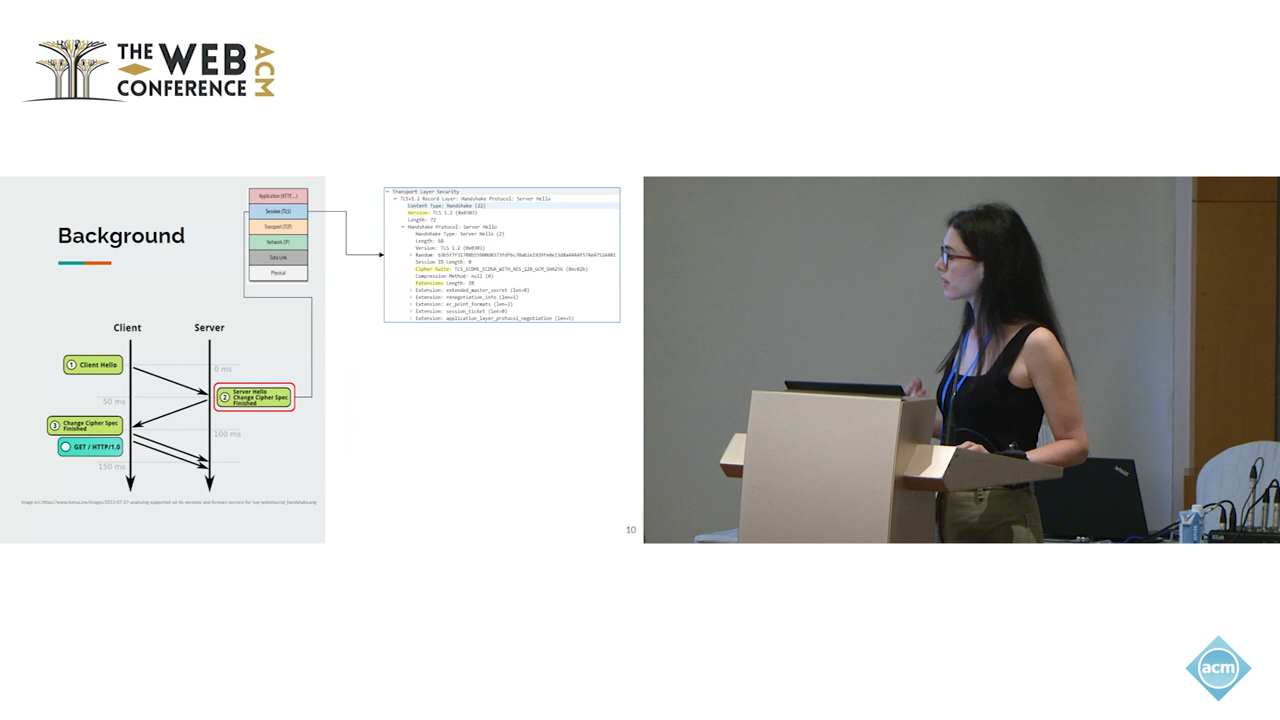 THE WEB
CONFERENCE
ACM
Background
Application (HTTP, ...)
Session (TLS)
Transport (TCP)
Network (IP)
Data Link
Physical
Client
Server
1 Client Hello
0 ms
2 Server Hello
Change Cipher Spec
Finished
50 ms
3 Change Cipher Spec
Finished
100 ms
GET / HTTP/1.0
150 ms
Transport Layer Security
TLSv1.2 Record Layer: Handshake Protocol: Server Hello
Content Type: Handshake (22)
Version: TLS 1.2 (0x0303)
Length: 72
Handshake Protocol: Server Hello
Handshake Type: Server Hello (2)
Length: 68
Version: TLS 1.2 (0x0303)
Random:
Session ID Length: 0
Cipher Suite: TLS_ECDHE_ECDSA_WITH_AES_128_GCM_SHA256 (0xc02b)
Compression Method: null (0)
Extensions Length: 28
Extension: extended_master_secret (len=0)
Extension: renegotiation_info (len=1)
Extension: ec_point_formats (len=2)
Extension: session_ticket (len=0)
Extension: application_layer_protocol_negotiation (len=5)
10
ThinkPad
acm